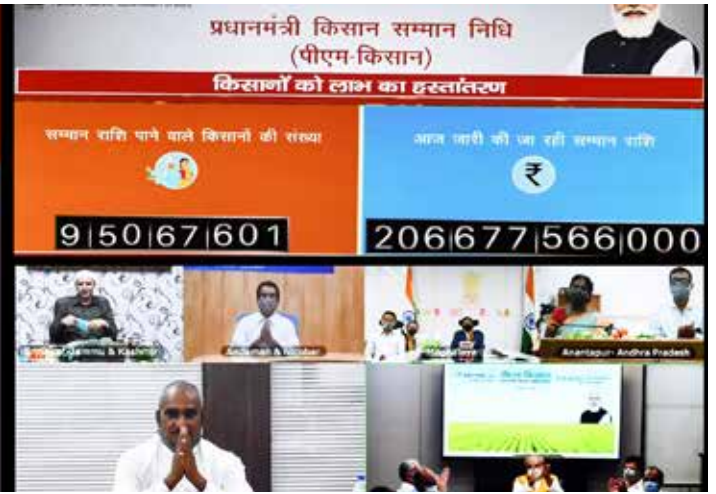 प्रधानमंत्री किसान सम्मान निधि
(पीएम-किसान)
किसानों को लाभ का हस्तांतरण
सम्मान राशि पाने वाले किसानों की संख्या
आज जारी की जा रही सम्मान राशि
₹
9|50|67|601
206|677|566|000
Jammu & Kashmir
Andaman & Nicobar
Anantapur- Andhra Pradesh